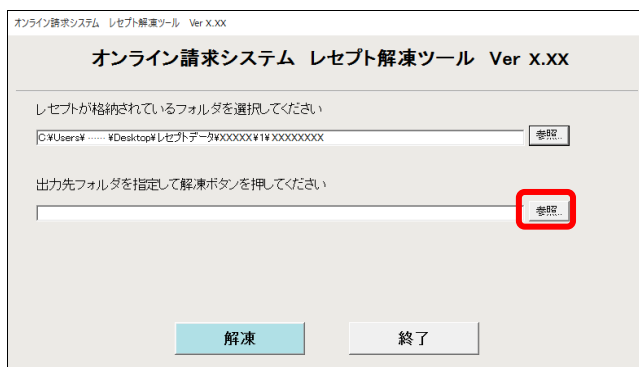 オンライン請求システム　レセプト解凍ツール　Ver X.XX
オンライン請求システム　レセプト解凍ツール　Ver X.XX
レセプトが格納されているフォルダを選択してください
C:¥Users¥ ······ ¥Desktop¥レセプトデータ¥XXXXX¥1¥XXXXXXXX
参照...
出力先フォルダを指定して解凍ボタンを押してください
参照...
解凍
終了